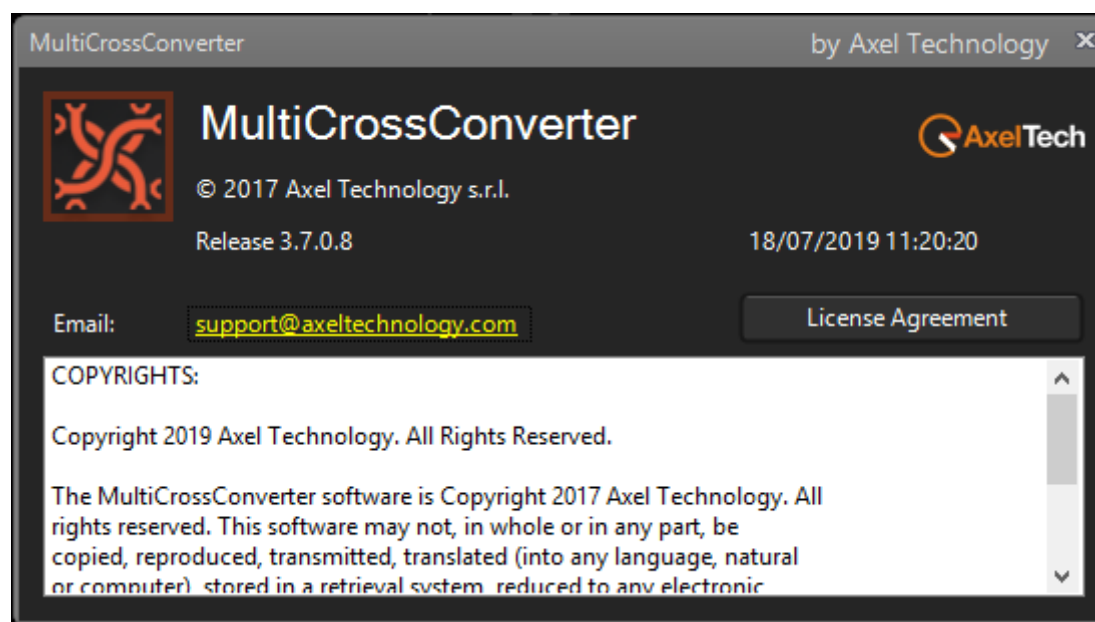 MultiCrossConverter by Axel Technology ×
MultiCrossConverter
AxelTech
© 2017 Axel Technology s.r.l.
Release 3.7.0.8 18/07/2019 11:20:20
Email: support@axeltechnology.com License Agreement
COPYRIGHTS:
Copyright 2019 Axel Technology. All Rights Reserved.
The MultiCrossConverter software is Copyright 2017 Axel Technology. All
rights reserved. This software may not, in whole or in any part, be
copied, reproduced, transmitted, translated (into any language, natural
or computer), stored in a retrieval system, reduced to any electronic